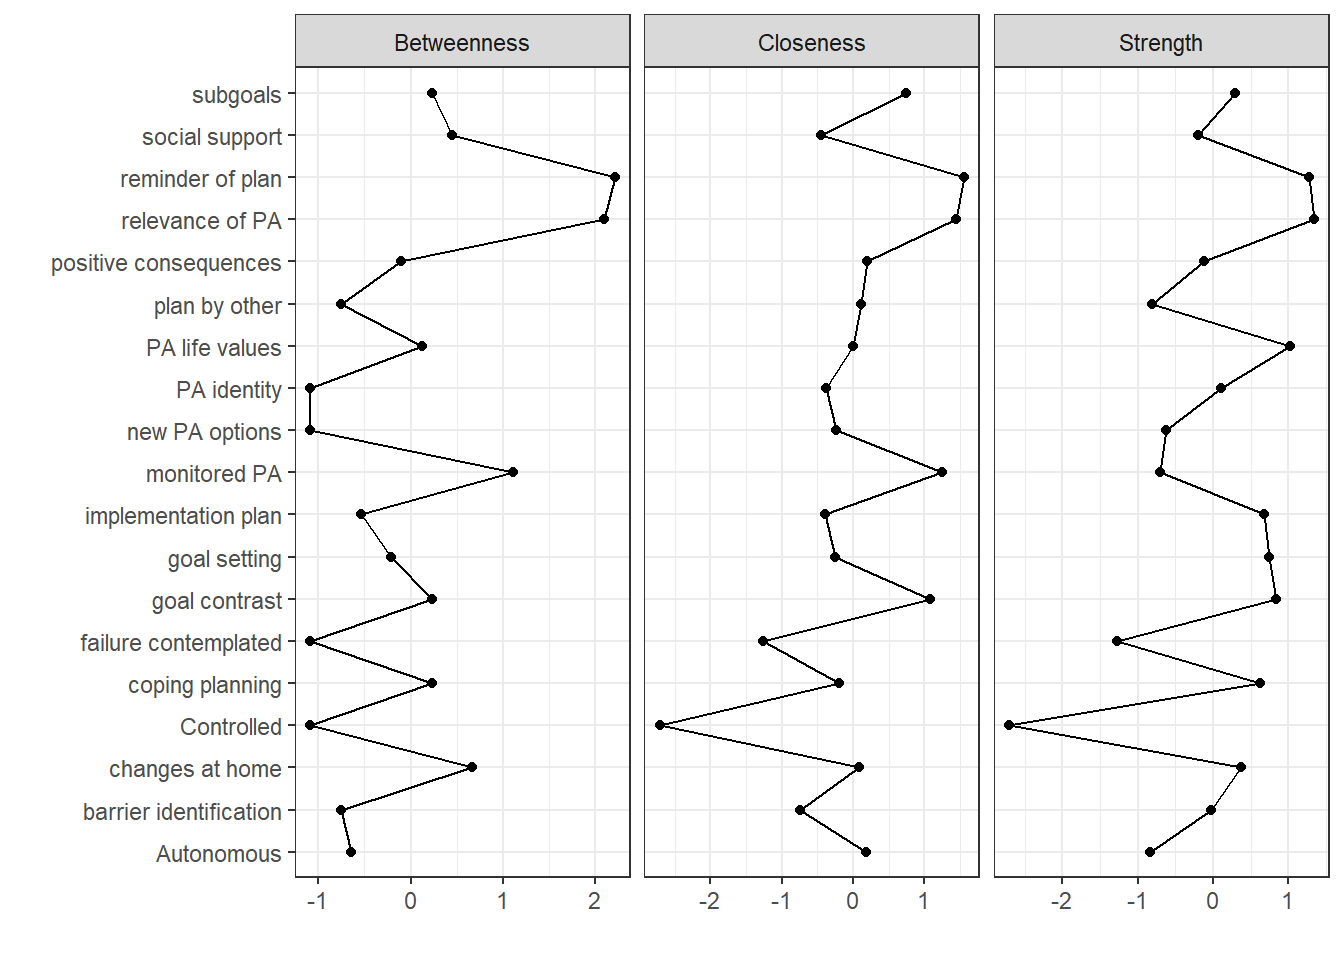 Betweenness Closeness Strength
subgoals
social support
reminder of plan
relevance of PA
positive consequences
plan by other
PA life values
PA identity
new PA options
monitored PA
implementation plan
goal setting
goal contrast
failure contemplated
coping planning
Controlled
changes at home
barrier identification
Autonomous
-1 0 1 2 -2 -1 0 1 -2 -1 0 1